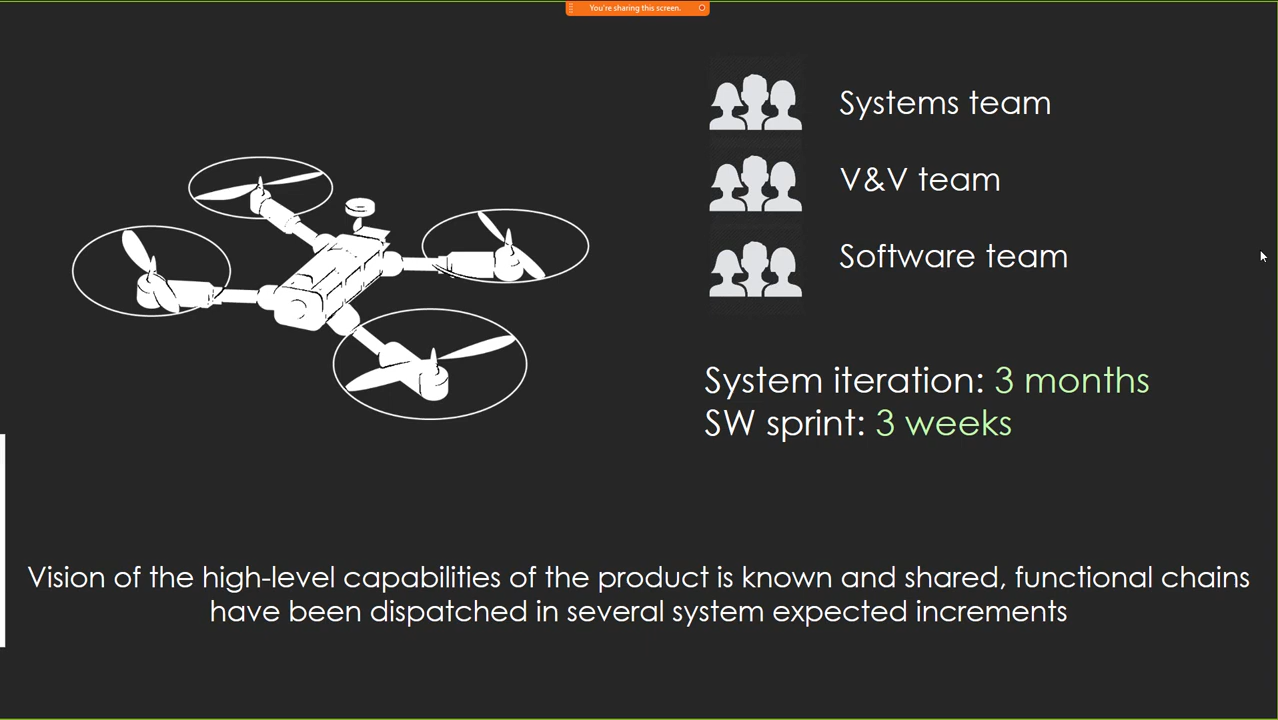 You're sharing this screen.
Systems team
V&V team
Software team
System iteration: 3 months
SW sprint: 3 weeks
Vision of the high-level capabilities of the product is known and shared, functional chains
have been dispatched in several system expected increments